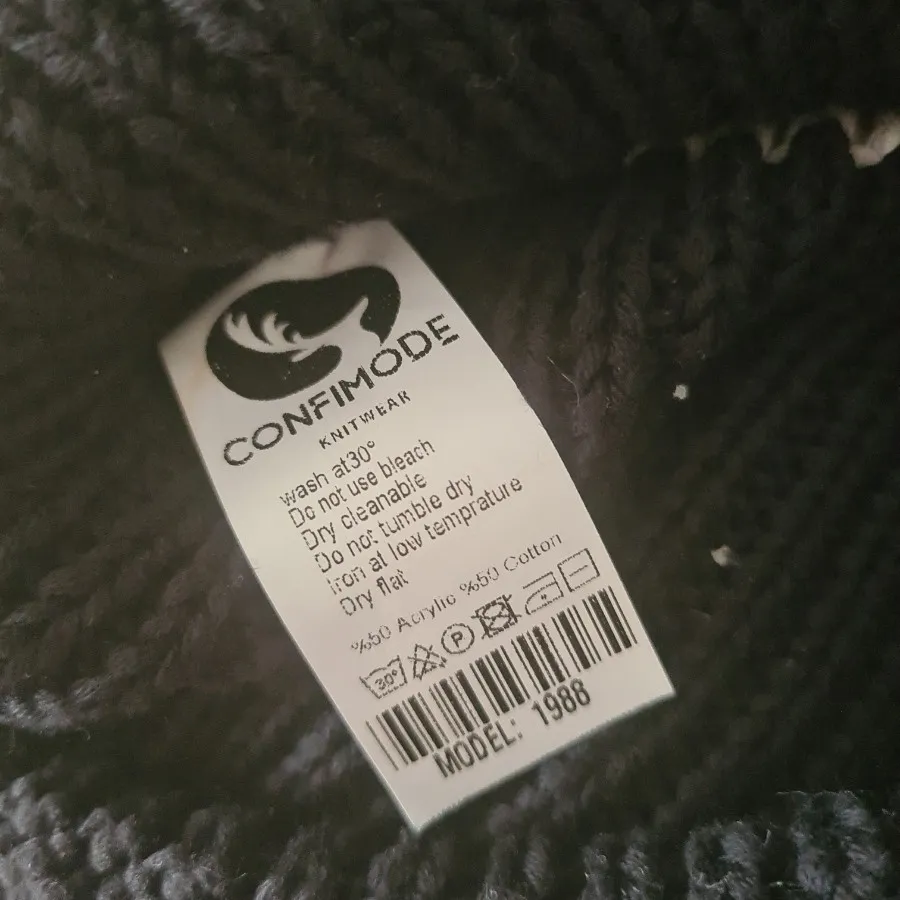 CONFIMODE
KNITWEAR
wash at30°
Do not use bleach
Dry cleanable
Do not tumble dry
Iron at low temprature
Dry flat
%50 Acrylic %50 Cotton
30° P
MODEL: 1988